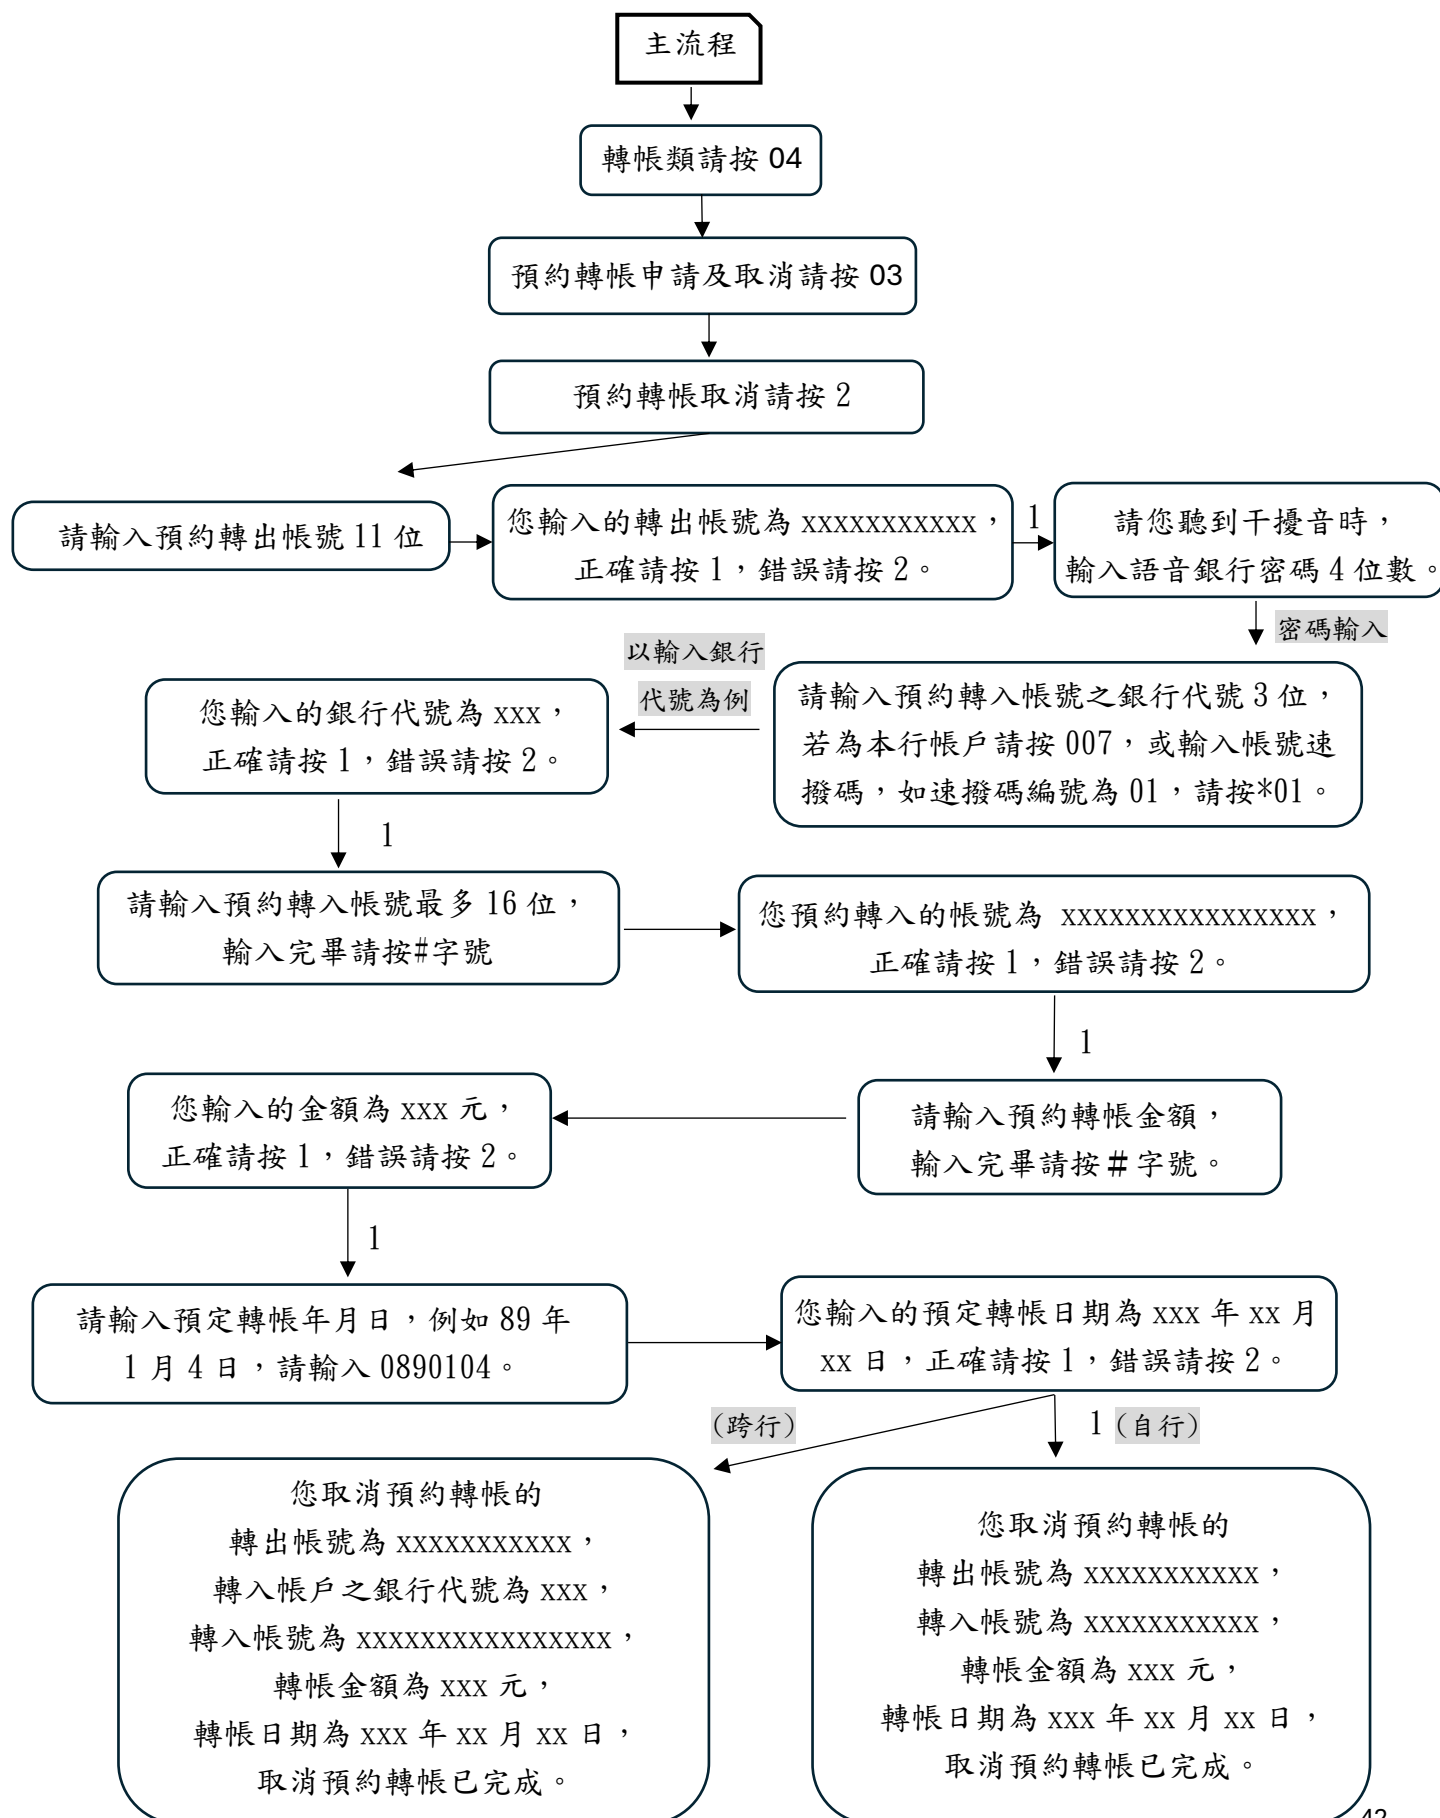 主流程
轉帳類請按 04
預約轉帳申請及取消請按 03
預約轉帳取消請按 2
請輸入預約轉出帳號 11 位
您輸入的轉出帳號為 xxxxxxxxxxx，
正確請按 1，錯誤請按 2。
1
請您聽到干擾音時，
輸入語音銀行密碼 4 位數。
密碼輸入
請輸入預約轉入帳號之銀行代號 3 位，
若為本行帳戶請按 007，或輸入帳號速
撥碼，如速撥碼編號為 01，請按*01。
以輸入銀行
代號為例
您輸入的銀行代號為 xxx，
正確請按 1，錯誤請按 2。
1
請輸入預約轉入帳號最多 16 位，
輸入完畢請按#字號
您預約轉入的帳號為 xxxxxxxxxxxxxxxx，
正確請按 1，錯誤請按 2。
1
請輸入預約轉帳金額，
輸入完畢請按＃字號。
您輸入的金額為 xxx 元，
正確請按 1，錯誤請按 2。
1
請輸入預定轉帳年月日，例如 89 年
1 月 4 日，請輸入 0890104。
您輸入的預定轉帳日期為 xxx 年 xx 月
xx 日，正確請按 1，錯誤請按 2。
(跨行)
1 (自行)
您取消預約轉帳的
轉出帳號為 xxxxxxxxxxx，
轉入帳戶之銀行代號為 xxx，
轉入帳號為 xxxxxxxxxxxxxxxx，
轉帳金額為 xxx 元，
轉帳日期為 xxx 年 xx 月 xx 日，
取消預約轉帳已完成。
您取消預約轉帳的
轉出帳號為 xxxxxxxxxxx，
轉入帳號為 xxxxxxxxxxx，
轉帳金額為 xxx 元，
轉帳日期為 xxx 年 xx 月 xx 日，
取消預約轉帳已完成。
42